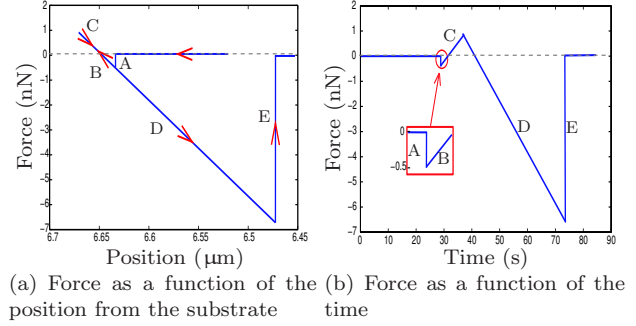 2
1
0
-1
-2
-3
-4
-5
-6
-7
6.7
6.65
6.6
6.55
6.5
6.45
Force (nN)
Position (μm)
C
B
A
D
E
2
1
0
-1
-2
-3
-4
-5
-6
-7
0
10
20
30
40
50
60
70
80
90
Force (nN)
Time (s)
C
D
E
0
-0.5
A
B
(a) Force as a function of the
position from the substrate
(b) Force as a function of the
time